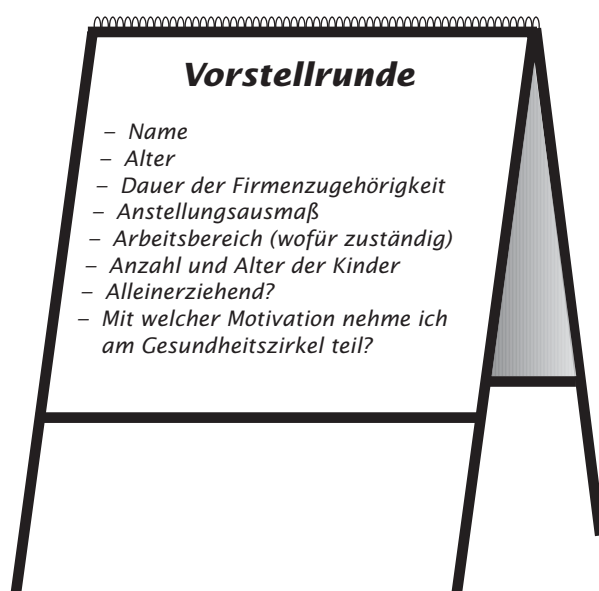 Vorstellrunde
– Name
– Alter
– Dauer der Firmenzugehörigkeit
– Anstellungsausmaß
– Arbeitsbereich (wofür zuständig)
– Anzahl und Alter der Kinder
– Alleinerziehend?
– Mit welcher Motivation nehme ich
am Gesundheitszirkel teil?